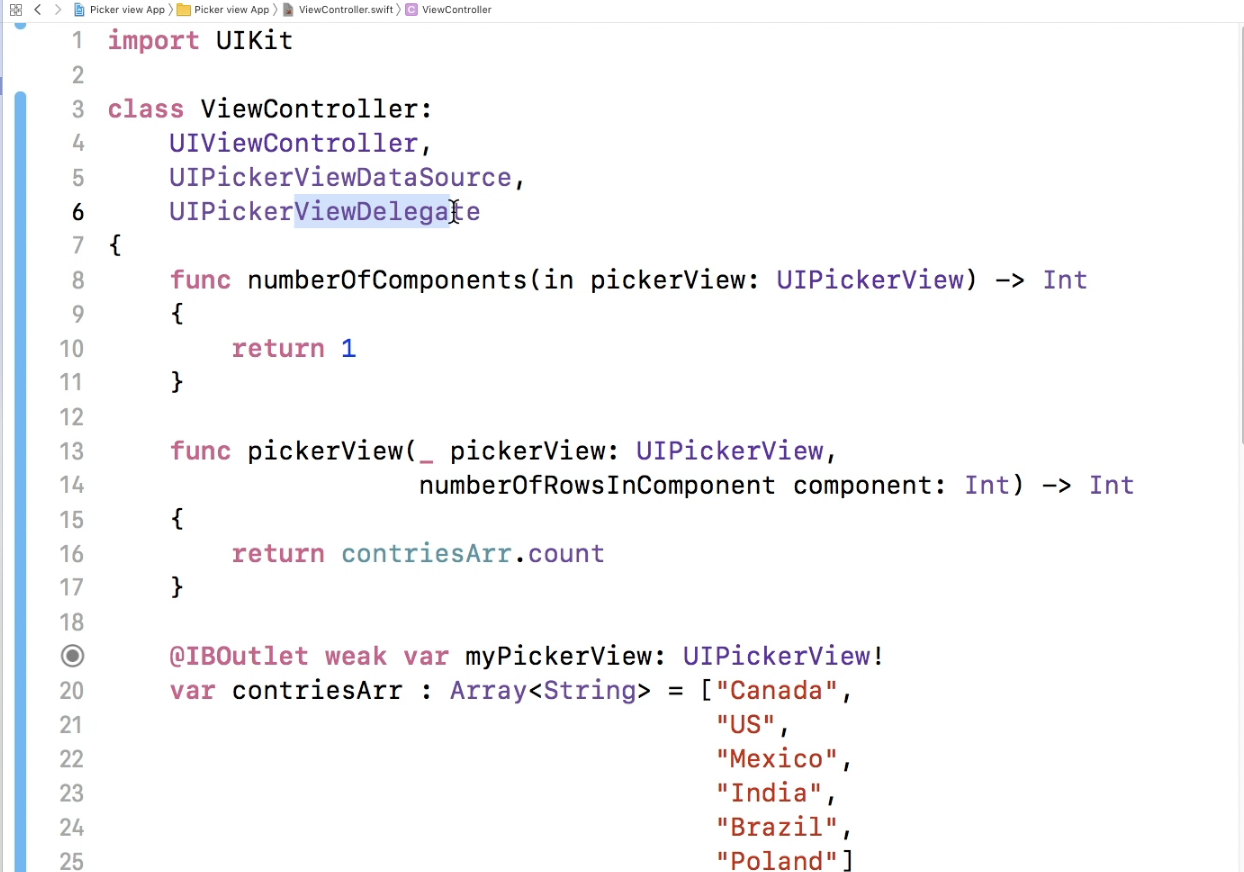 Picker view App 〉 Picker view App 〉 ViewController.swift 〉 C ViewController
1 import UIKit
2
3 class ViewController:
4 UIViewController,
5 UIPickerViewDataSource,
6 UIPickerViewDelegate
7 {
8 func numberOfComponents(in pickerView: UIPickerView) -> Int
9 {
10 return 1
11 }
12
13 func pickerView(_ pickerView: UIPickerView,
14 numberOfRowsInComponent component: Int) -> Int
15 {
16 return contriesArr.count
17 }
18
@IBOutlet weak var myPickerView: UIPickerView!
20 var contriesArr : Array<String> = ["Canada",
21 "US",
22 "Mexico",
23 "India",
24 "Brazil",
25 "Poland"]